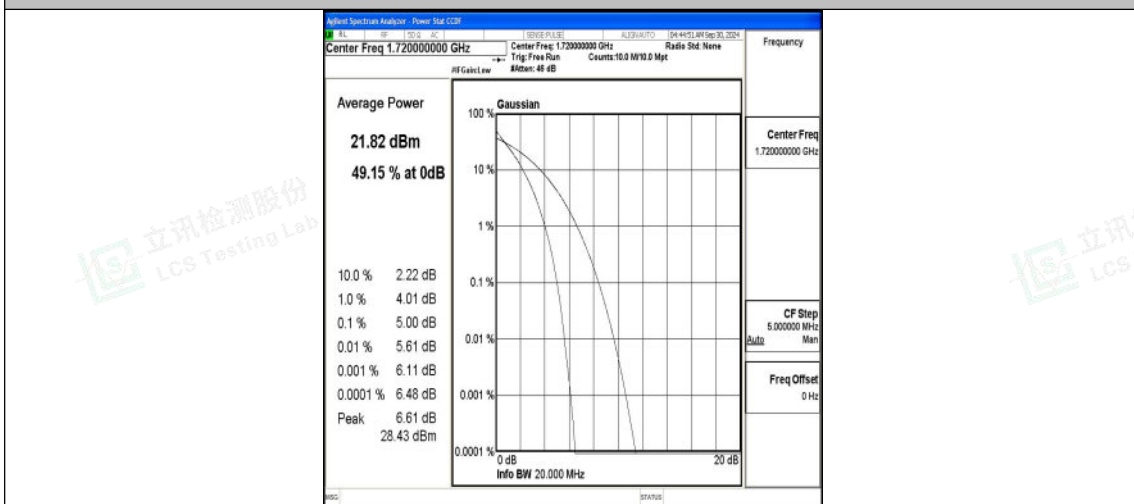 Agilent Spectrum Analyzer - Power Stat CCDF
RL RF 50 Ω AC SENSE:PULSE ALIGNAUTO 04:44:51 AM Sep 30, 2024
Center Freq 1.720000000 GHz
Center Freq: 1.720000000 GHz Radio Std: None
Trig: Free Run Counts:10.0 M/10.0 Mpt
#IFGain:Low #Atten: 46 dB
Frequency
Average Power
21.82 dBm
49.15 % at 0dB
10.0 % 2.22 dB
1.0 % 4.01 dB
0.1 % 5.00 dB
0.01 % 5.61 dB
0.001 % 6.11 dB
0.0001 % 6.48 dB
Peak 6.61 dB
28.43 dBm
Gaussian
100 %
10 %
1 %
0.1 %
0.01 %
0.001 %
0.0001 %
0 dB 20 dB
Info BW 20.000 MHz
Center Freq
1.720000000 GHz
CF Step
5.000000 MHz
Auto Man
Freq Offset
0 Hz
MSG STATUS
立讯检测股份
LCS Testing Lab
立讯
LCS